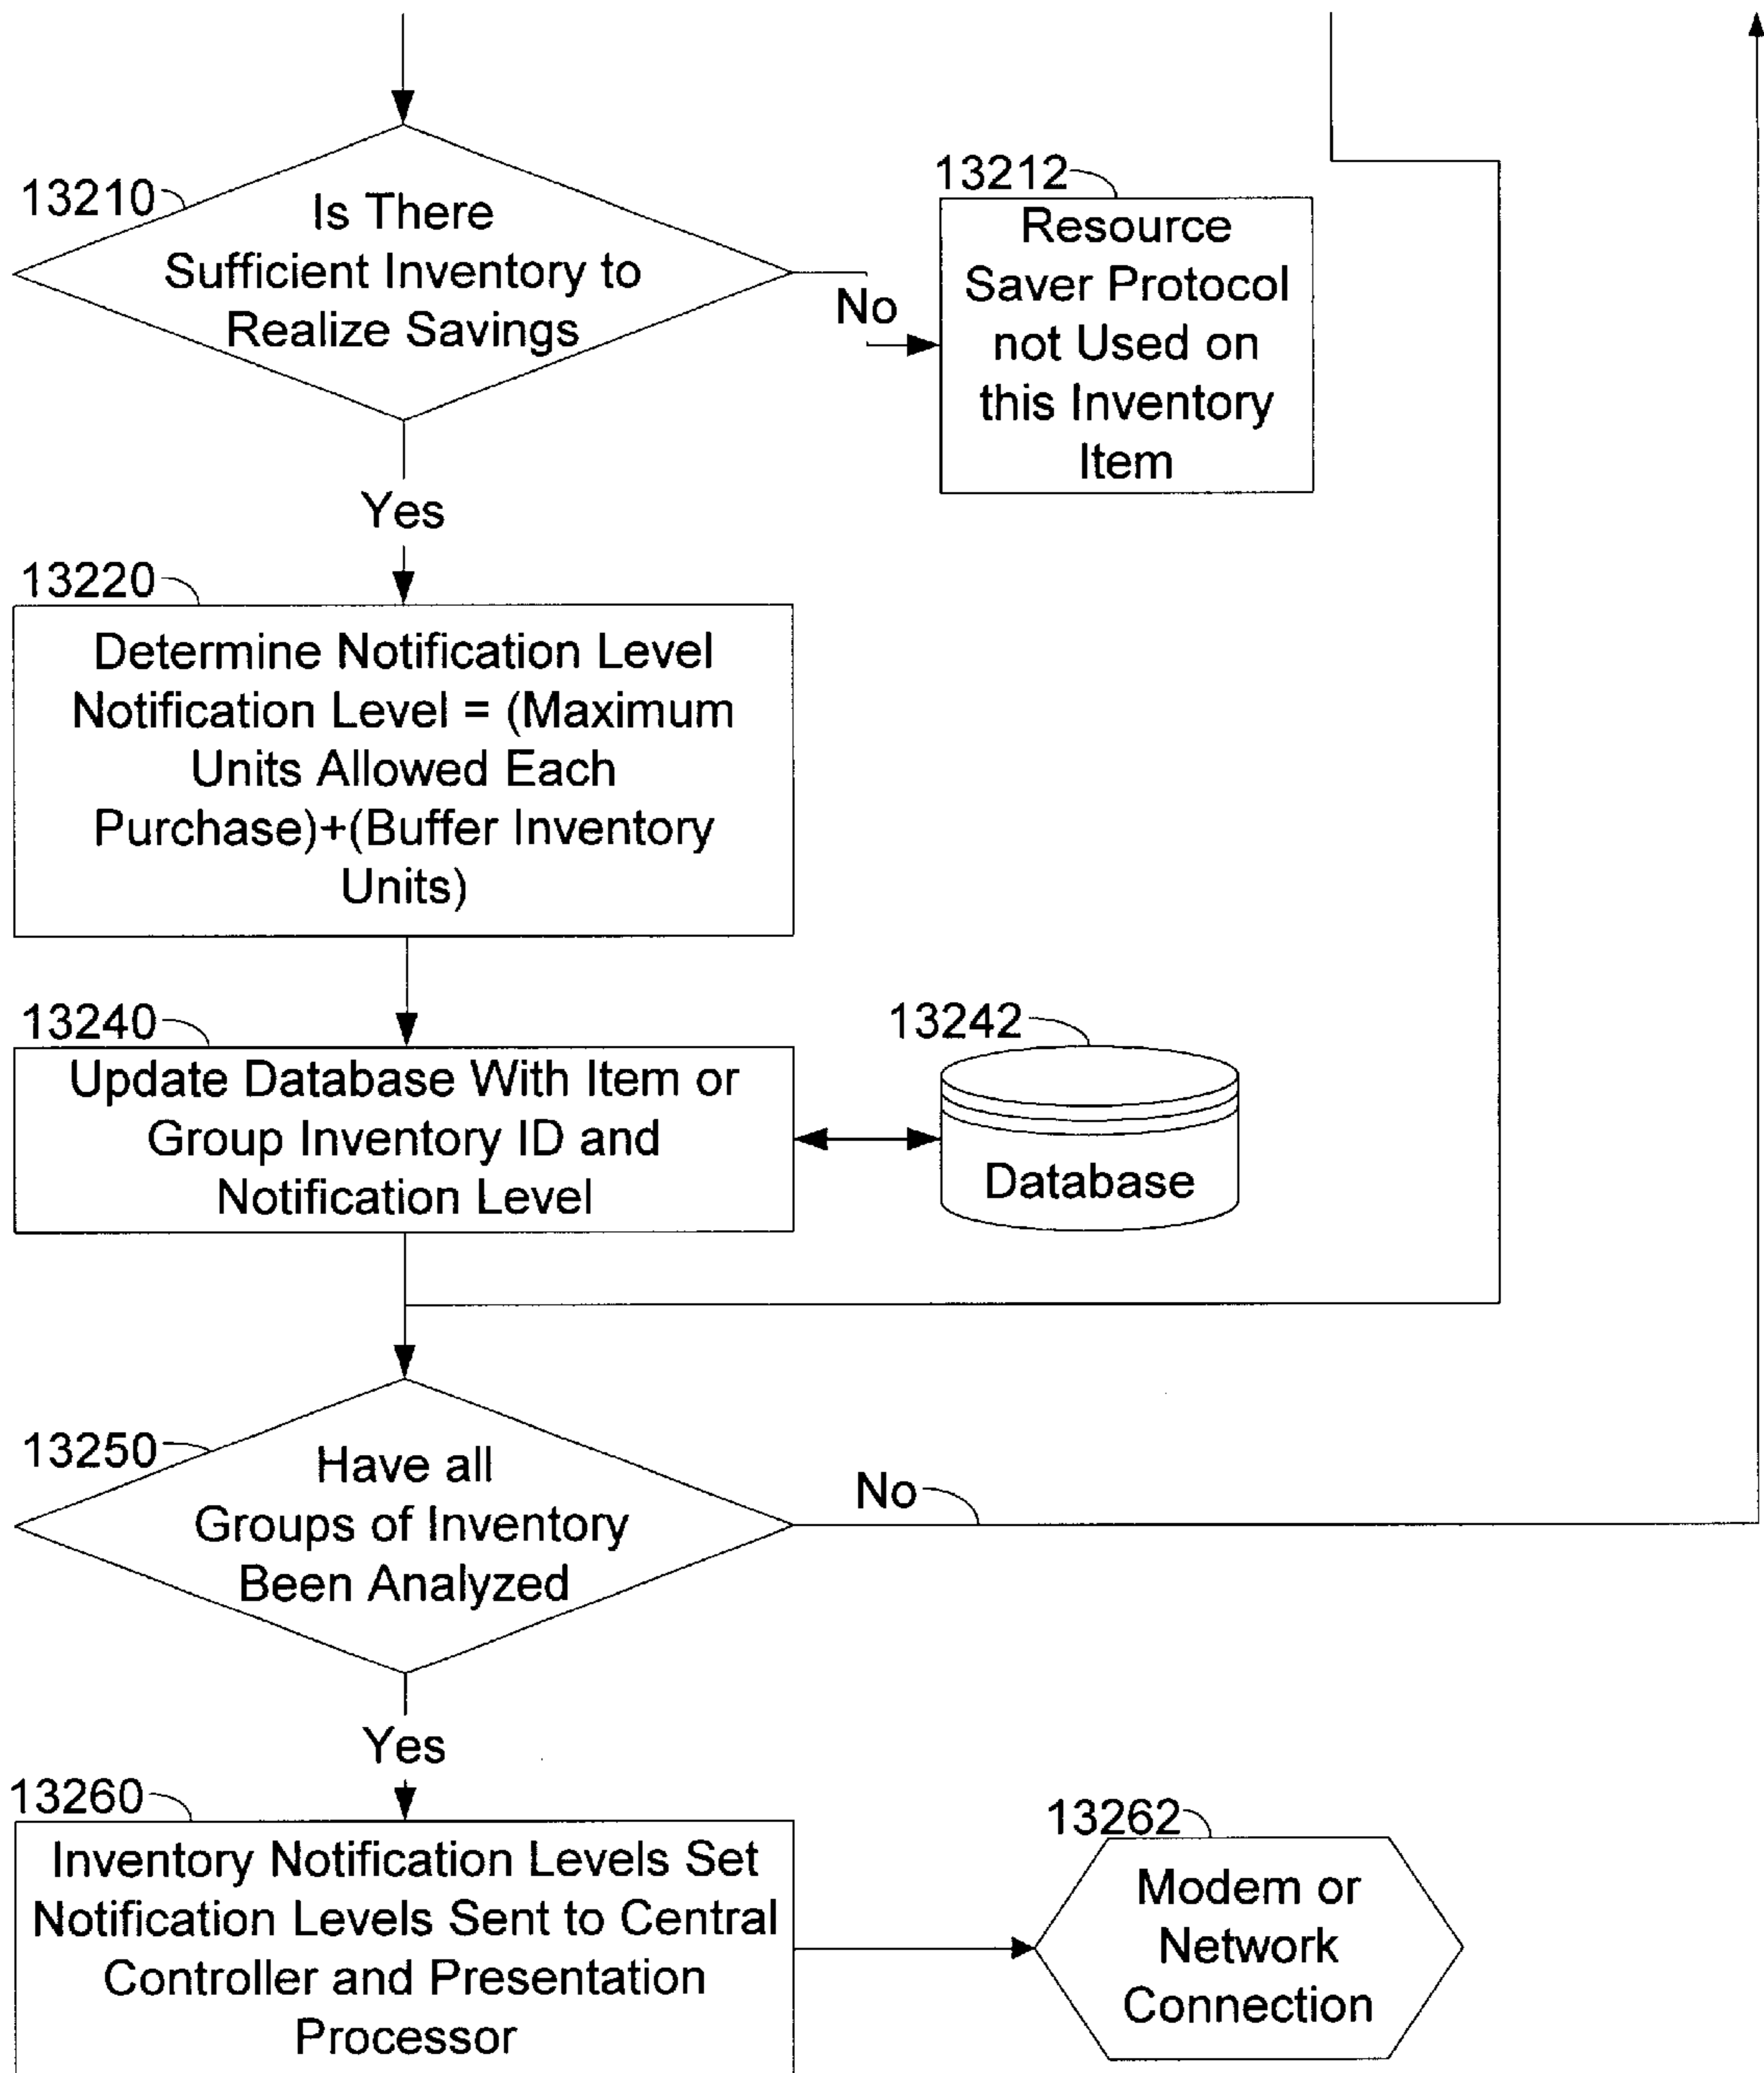 13210
Is There
Sufficient Inventory to
Realize Savings
No
13212
Resource
Saver Protocol
not Used on
this Inventory
Item
Yes
13220
Determine Notification Level
Notification Level = (Maximum
Units Allowed Each
Purchase)+(Buffer Inventory
Units)
13240
Update Database With Item or
Group Inventory ID and
Notification Level
13242
Database
13250
Have all
Groups of Inventory
Been Analyzed
No
Yes
13260
Inventory Notification Levels Set
Notification Levels Sent to Central
Controller and Presentation
Processor
13262
Modem or
Network
Connection